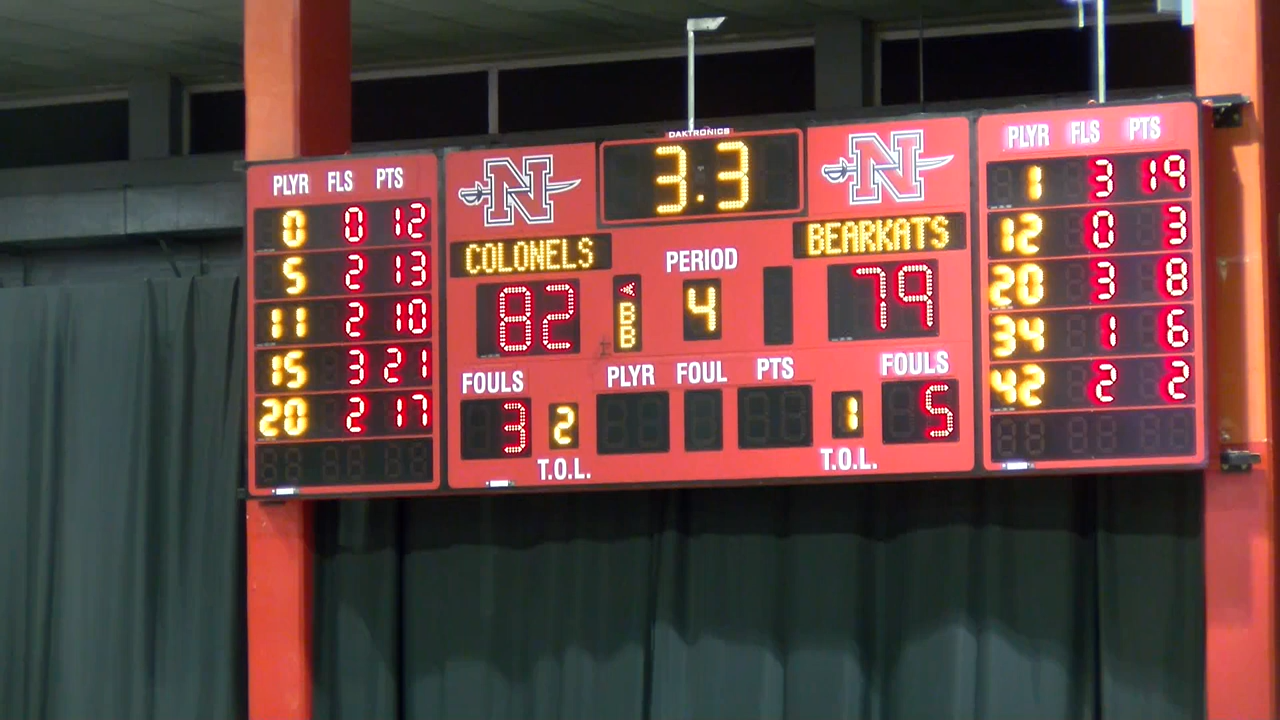 DAKTRONICS
3.3
N N
COLONELS BEARKATS
PERIOD
82 4 79
B
B
FOULS PLYR FOUL PTS FOULS
3 2 1 5
T.O.L. T.O.L.
PLYR FLS PTS
0 0 12
5 2 13
11 2 10
15 3 21
20 2 17
PLYR FLS PTS
1 3 19
12 0 3
20 3 8
34 1 6
42 2 2